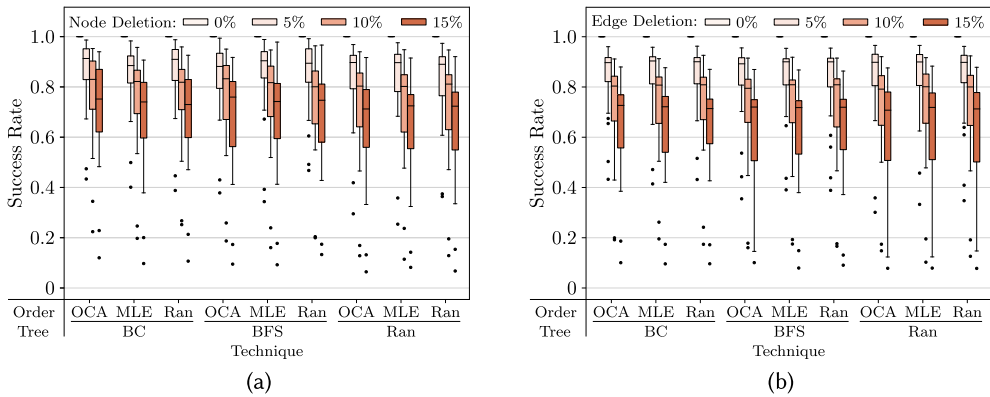 Node Deletion: 0% 5% 10% 15%
1.0
0.8
0.6
0.4
0.2
0
Success Rate
Order OCA MLE Ran OCA MLE Ran OCA MLE Ran
Tree BC BFS Ran
Technique
(a)
Edge Deletion: 0% 5% 10% 15%
1.0
0.8
0.6
0.4
0.2
0
Success Rate
Order OCA MLE Ran OCA MLE Ran OCA MLE Ran
Tree BC BFS Ran
Technique
(b)